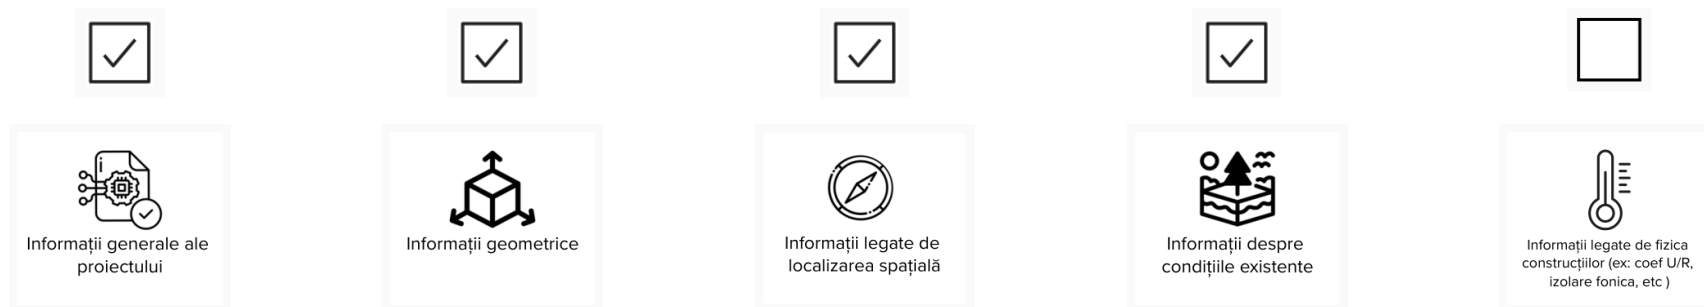 Informații generale ale
proiectului
Informații geometrice
Informații legate de
localizarea spațială
Informații despre
condițiile existente
Informații legate de fizica
construcțiilor (ex: coef U/R,
izolare fonica, etc )